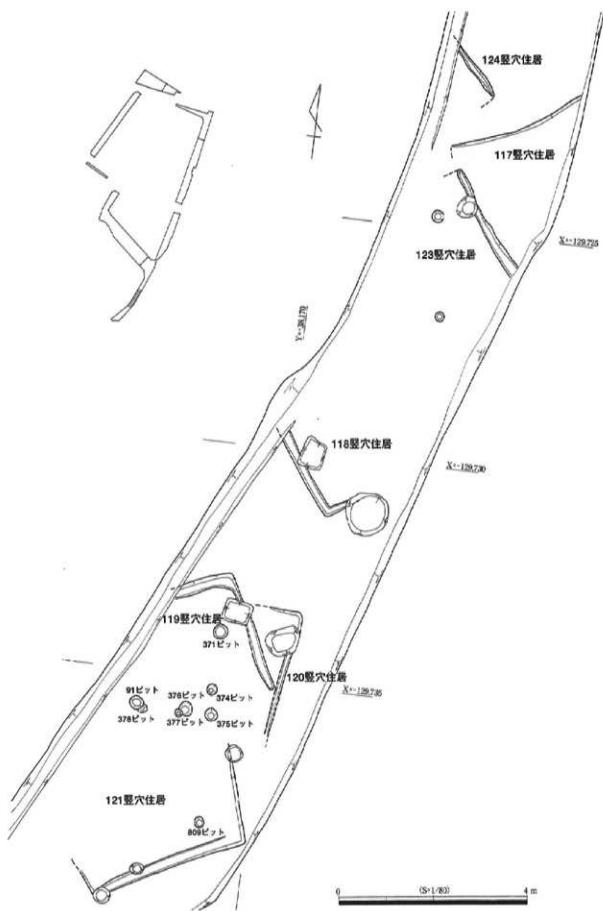 124竪穴住居
117竪穴住居
123竪穴住居
X=-129,725
Y=-38,170
118竪穴住居
X=-129,730
119竪穴住居
371ピット
120竪穴住居
X=-129,735
91ピット
376ピット
374ピット
378ピット
377ピット
375ピット
121竪穴住居
809ピット
0 (S=1/80) 4 m